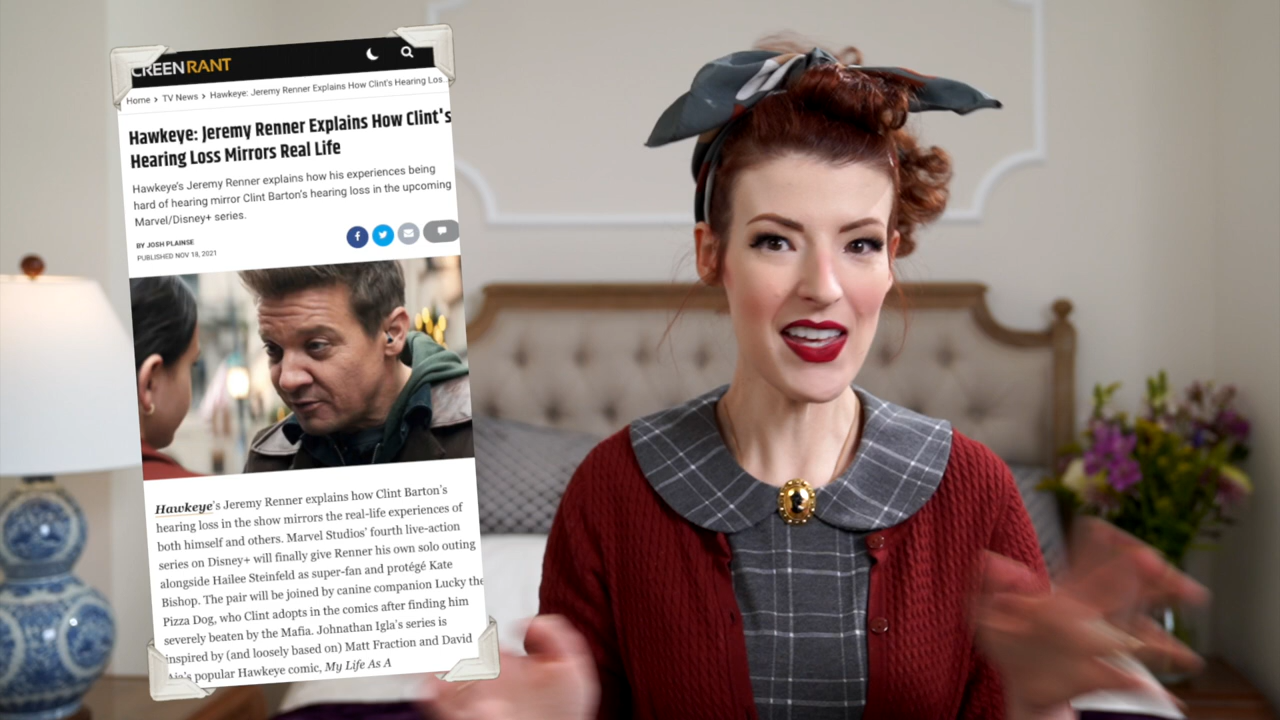 CREENRANT
Home > TV News > Hawkeye: Jeremy Renner Explains How Clint's Hearing Los...
Hawkeye: Jeremy Renner Explains How Clint's
Hearing Loss Mirrors Real Life
Hawkeye's Jeremy Renner explains how his experiences being
hard of hearing mirror Clint Barton's hearing loss in the upcoming
Marvel/Disney+ series.
BY JOSH PLAINSE
PUBLISHED NOV 18, 2021
Hawkeye's Jeremy Renner explains how Clint Barton's
hearing loss in the show mirrors the real-life experiences of
both himself and others. Marvel Studios' fourth live-action
series on Disney+ will finally give Renner his own solo outing
alongside Hailee Steinfeld as super-fan and protégé Kate
Bishop. The pair will be joined by canine companion Lucky the
Pizza Dog, who Clint adopts in the comics after finding him
severely beaten by the Mafia. Johnathan Igla's series is
inspired by (and loosely based on) Matt Fraction and David
Aja's popular Hawkeye comic, My Life As A